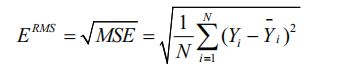 $E^{RMS} = \sqrt{MSE} = \sqrt{\frac{1}{N}\sum_{i=1}^{N}(Y_i - \bar{Y}_i)^2}$